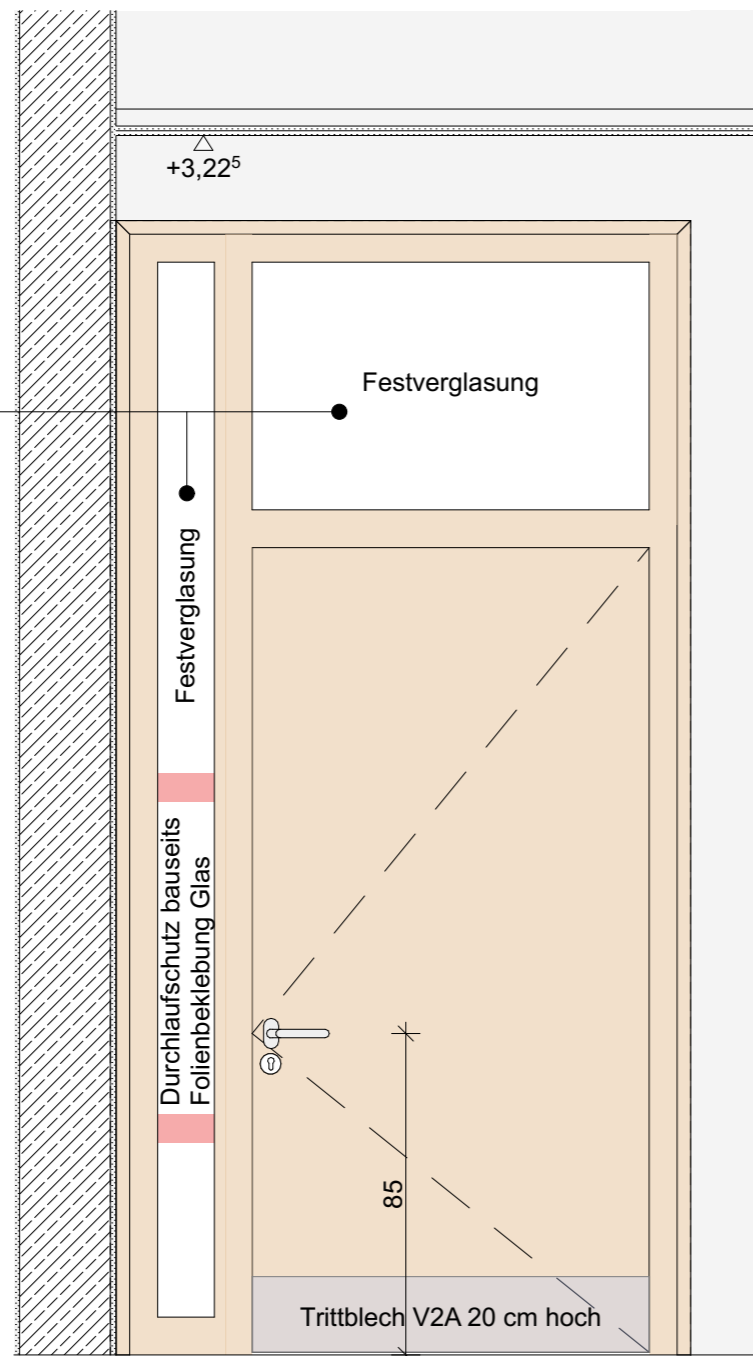 +3,22⁵
Festverglasung
Festverglasung
Durchlaufschutz bauseits
Folienbeklebung Glas
85
Trittblech V2A 20 cm hoch